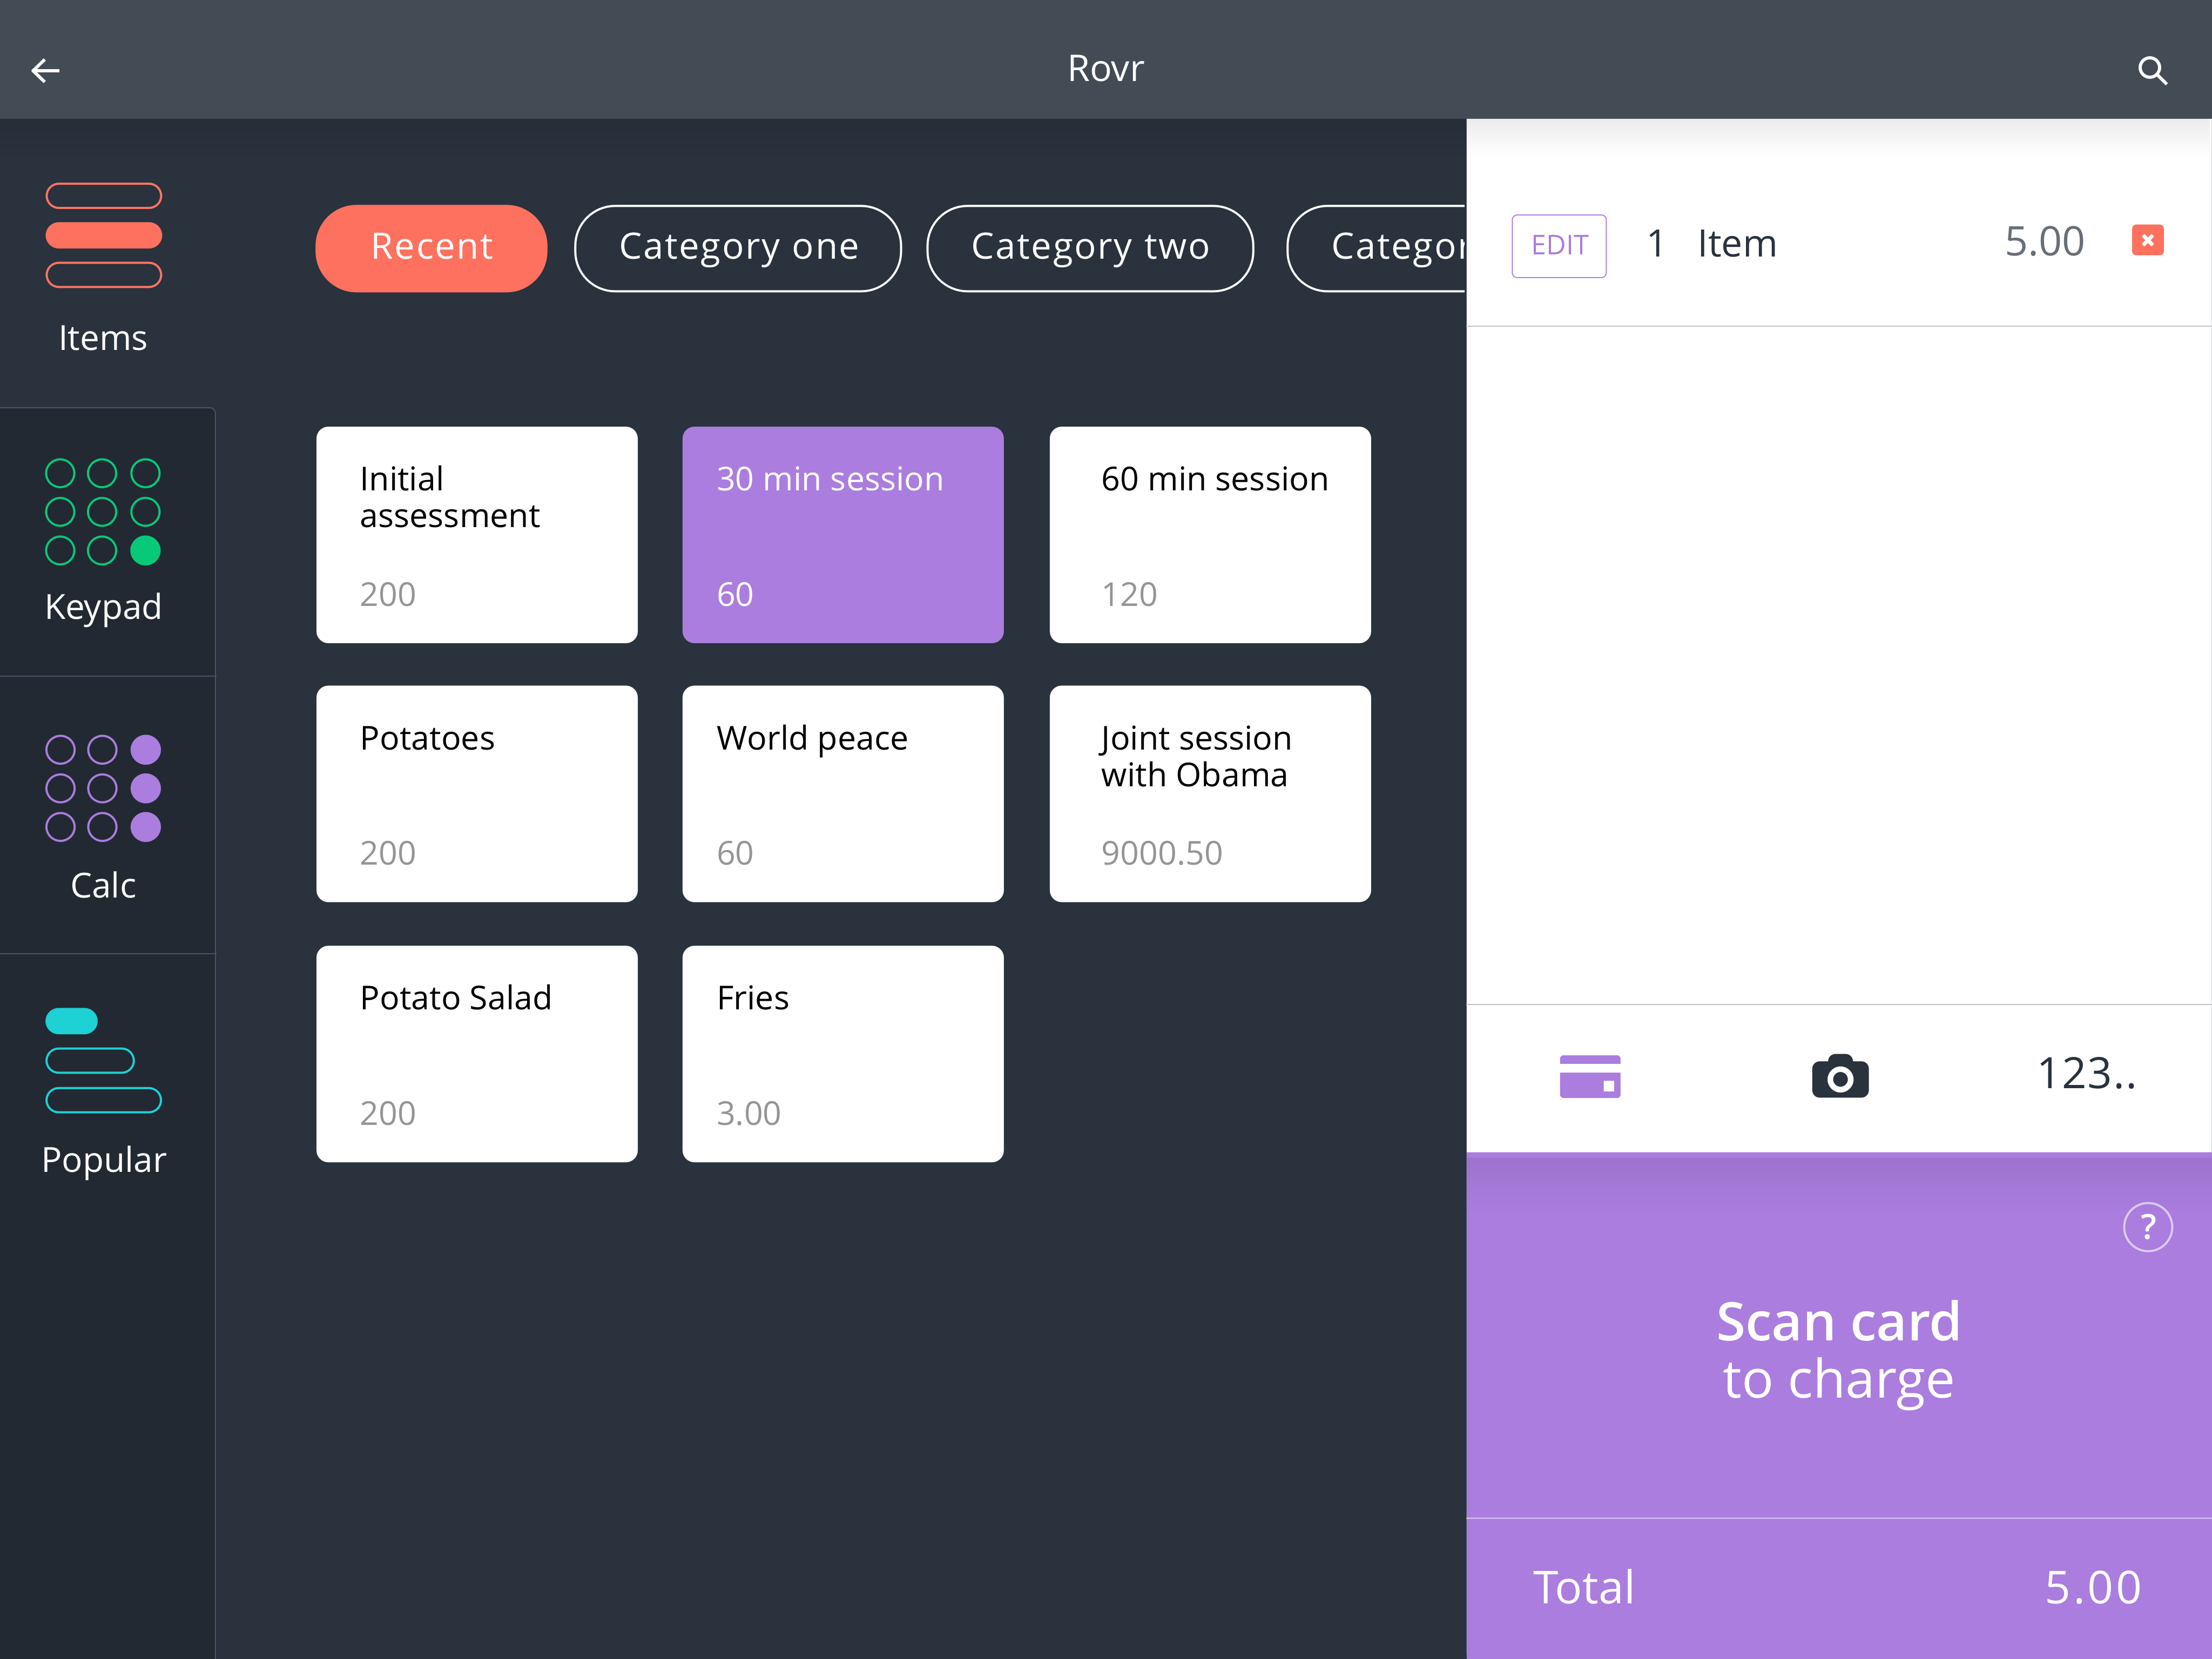 Rovr
Items
Keypad
Calc
Popular
Recent
Category one
Category two
Categor
Initial
assessment
200
30 min session
60
60 min session
120
Potatoes
200
World peace
60
Joint session
with Obama
9000.50
Potato Salad
200
Fries
3.00
EDIT 1 Item 5.00
123..
?
Scan card
to charge
Total 5.00